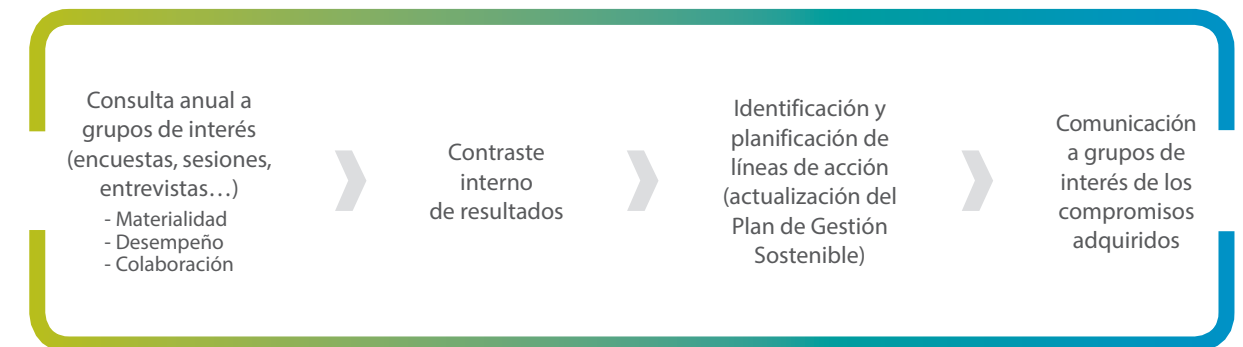 Consulta anual a
grupos de interés
(encuestas, sesiones,
entrevistas…)
- Materialidad
- Desempeño
- Colaboración
Contraste
interno
de resultados
Identificación y
planificación de
líneas de acción
(actualización del
Plan de Gestión
Sostenible)
Comunicación
a grupos de
interés de los
compromisos
adquiridos